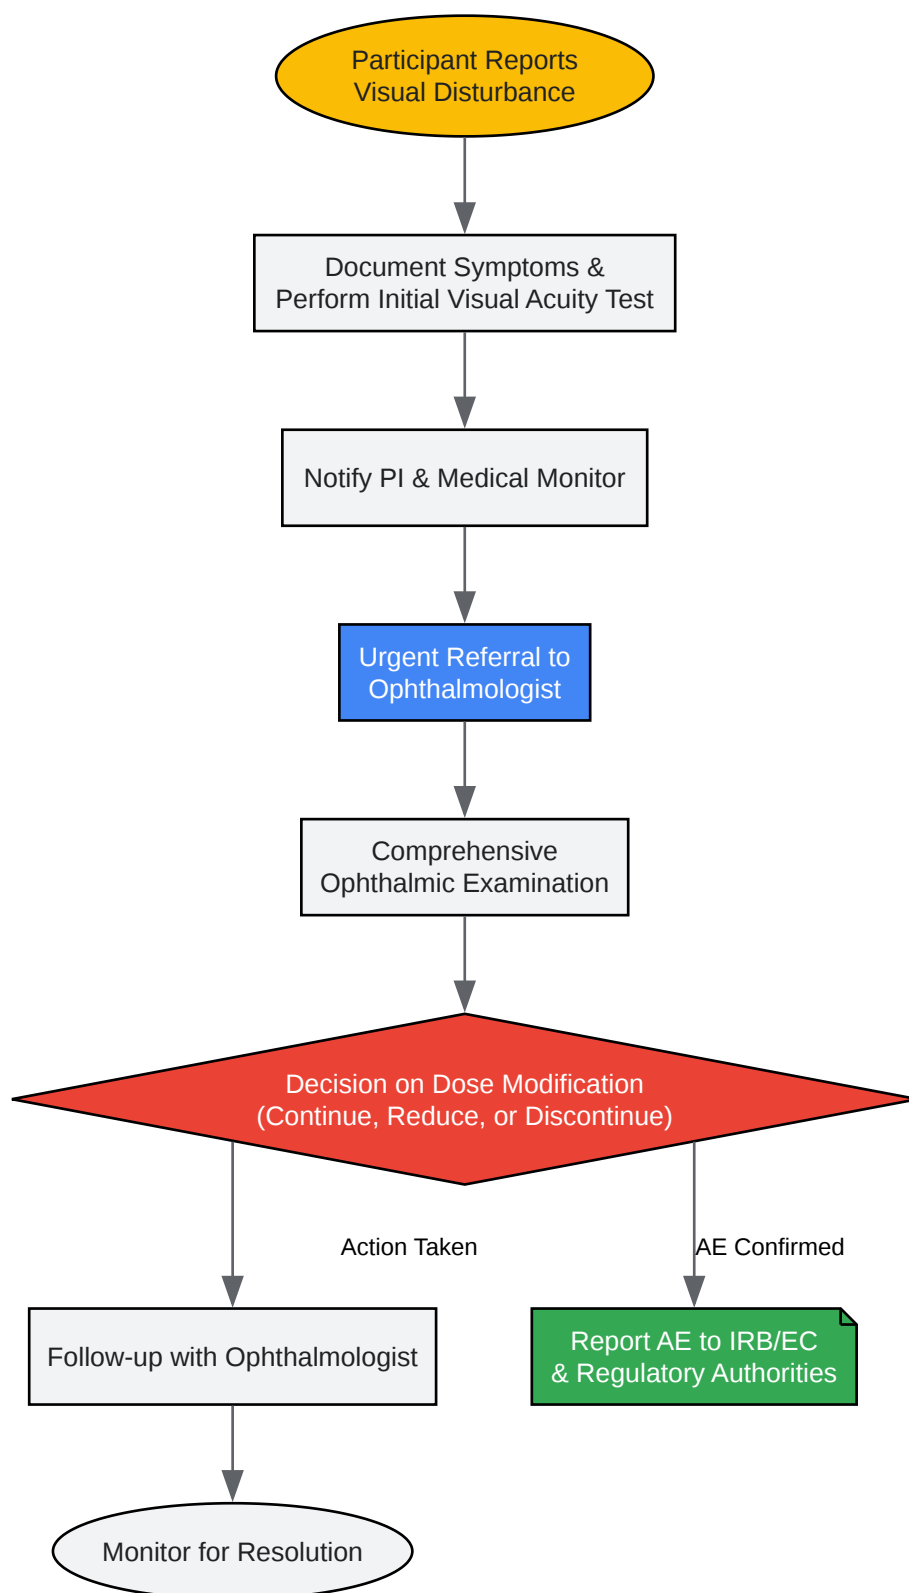 Participant Reports
Visual Disturbance
Document Symptoms &
Perform Initial Visual Acuity Test
Notify PI & Medical Monitor
Urgent Referral to
Ophthalmologist
Comprehensive
Ophthalmic Examination
Decision on Dose Modification
(Continue, Reduce, or Discontinue)
Action Taken
AE Confirmed
Follow-up with Ophthalmologist
Report AE to IRB/EC
& Regulatory Authorities
Monitor for Resolution